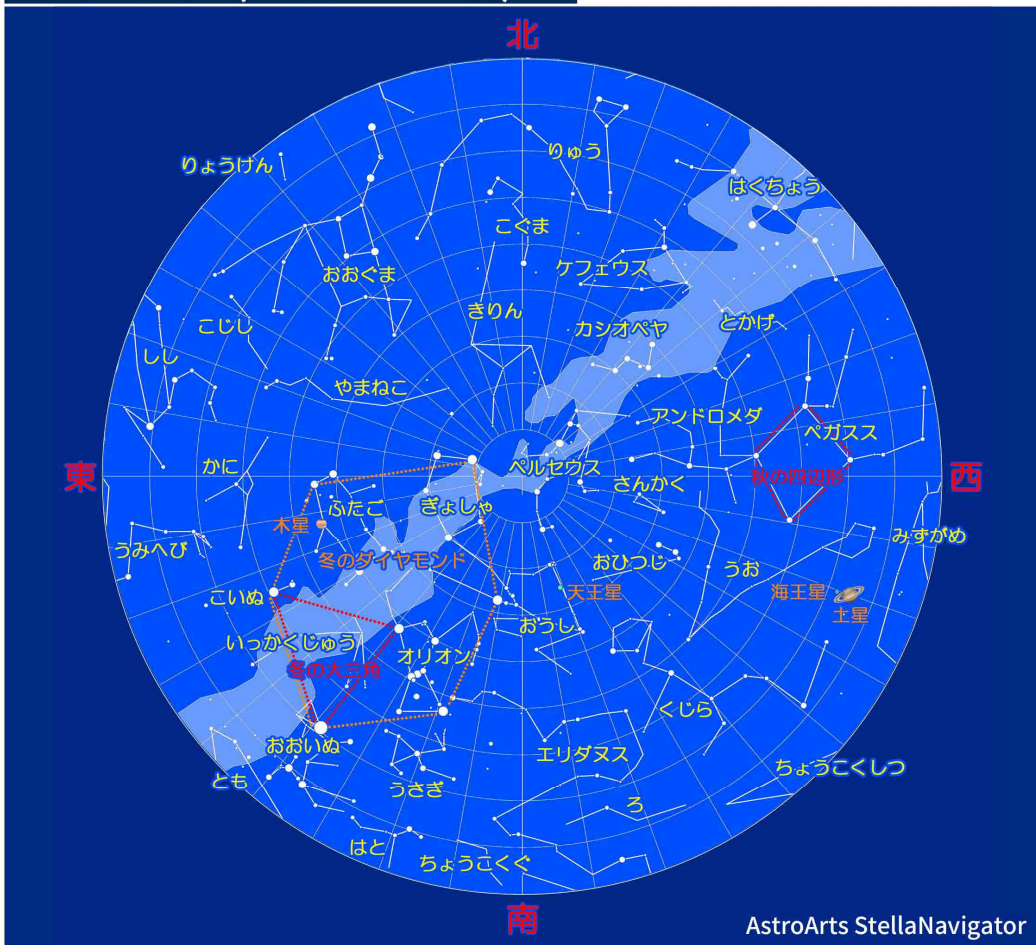 北
りゅう
りょうけん
はくちょう
こぐま
ケフェウス
おおぐま
きりん
カシオペヤ
とかげ
こじし
しし
やまねこ
アンドロメダ
ペガスス
かに
ペルセウス
東
さんかく
秋の四辺形
西
ふたご
ぎょしゃ
木星
みずがめ
うみへび
冬のダイヤモンド
おひつじ
うお
こいぬ
天王星
海王星
土星
おうし
いっかくじゅう
オリオン
冬の大三角
くじら
おおいぬ
エリダヌス
とも
ちょうこくしつ
うさぎ
ろ
はと
ちょうこくぐ
南
AstroArts StellaNavigator